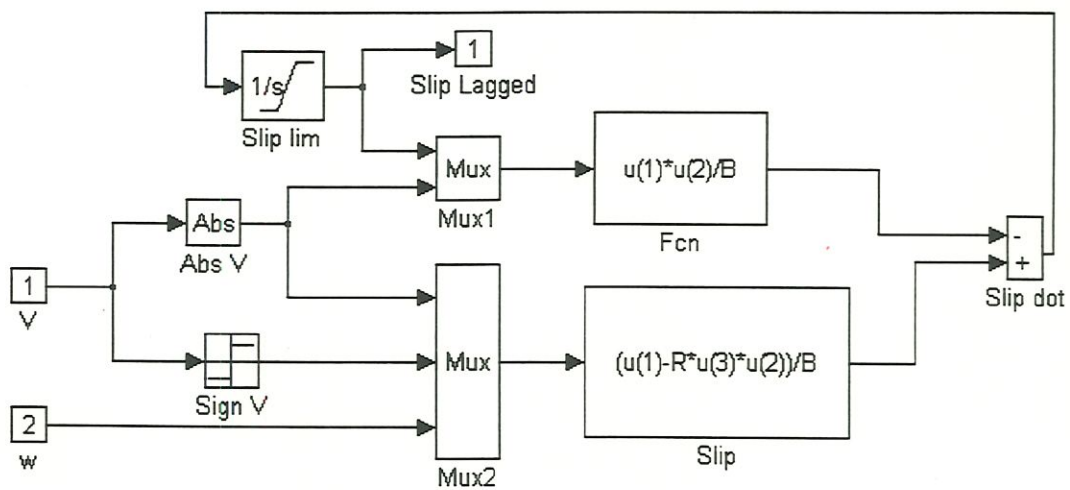 1/s
Slip lim
1
Slip Lagged
Mux
Mux1
u(1)*u(2)/B
Fcn
Abs
Abs V
1
V
Sign V
2
w
Mux
Mux2
(u(1)-R*u(3)*u(2))/B
Slip
-
+
Slip dot